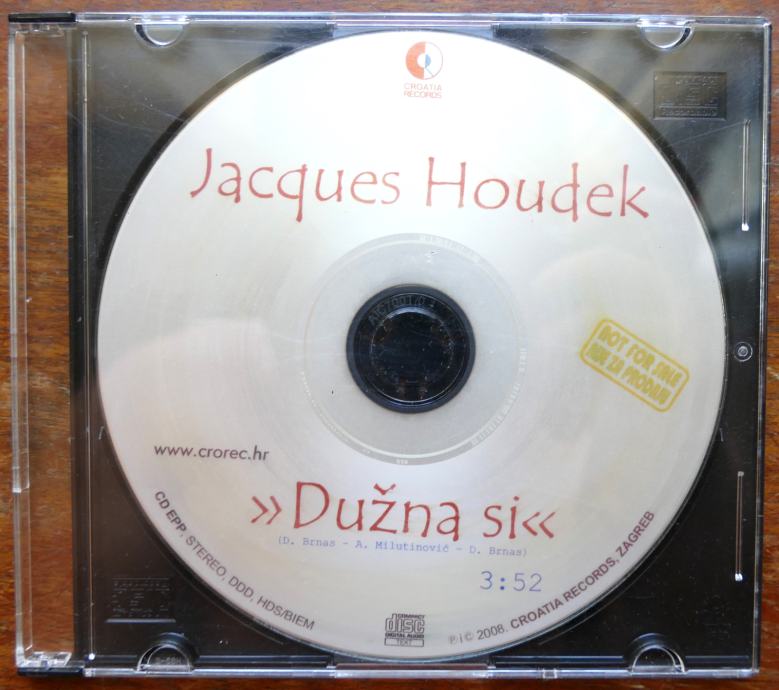 CROATIA
RECORDS
Jacques Houdek
NOT FOR SALE
NIJE ZA PRODAJU
www.crorec.hr
»Dužna si«
(D. Brnas - A. Milutinović - D. Brnas)
3:52
CD EPP, STEREO, DDD, HDS/BIEM
COMPACT
disc
DIGITAL AUDIO
TEXT
℗ i © 2008. CROATIA RECORDS, ZAGREB